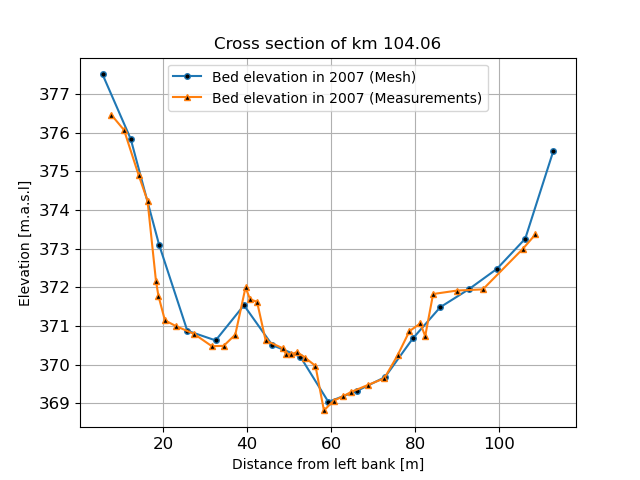 Cross section of km 104.06
Bed elevation in 2007 (Mesh)
Bed elevation in 2007 (Measurements)
Elevation [m.a.s.l]
377
376
375
374
373
372
371
370
369
20 40 60 80 100
Distance from left bank [m]